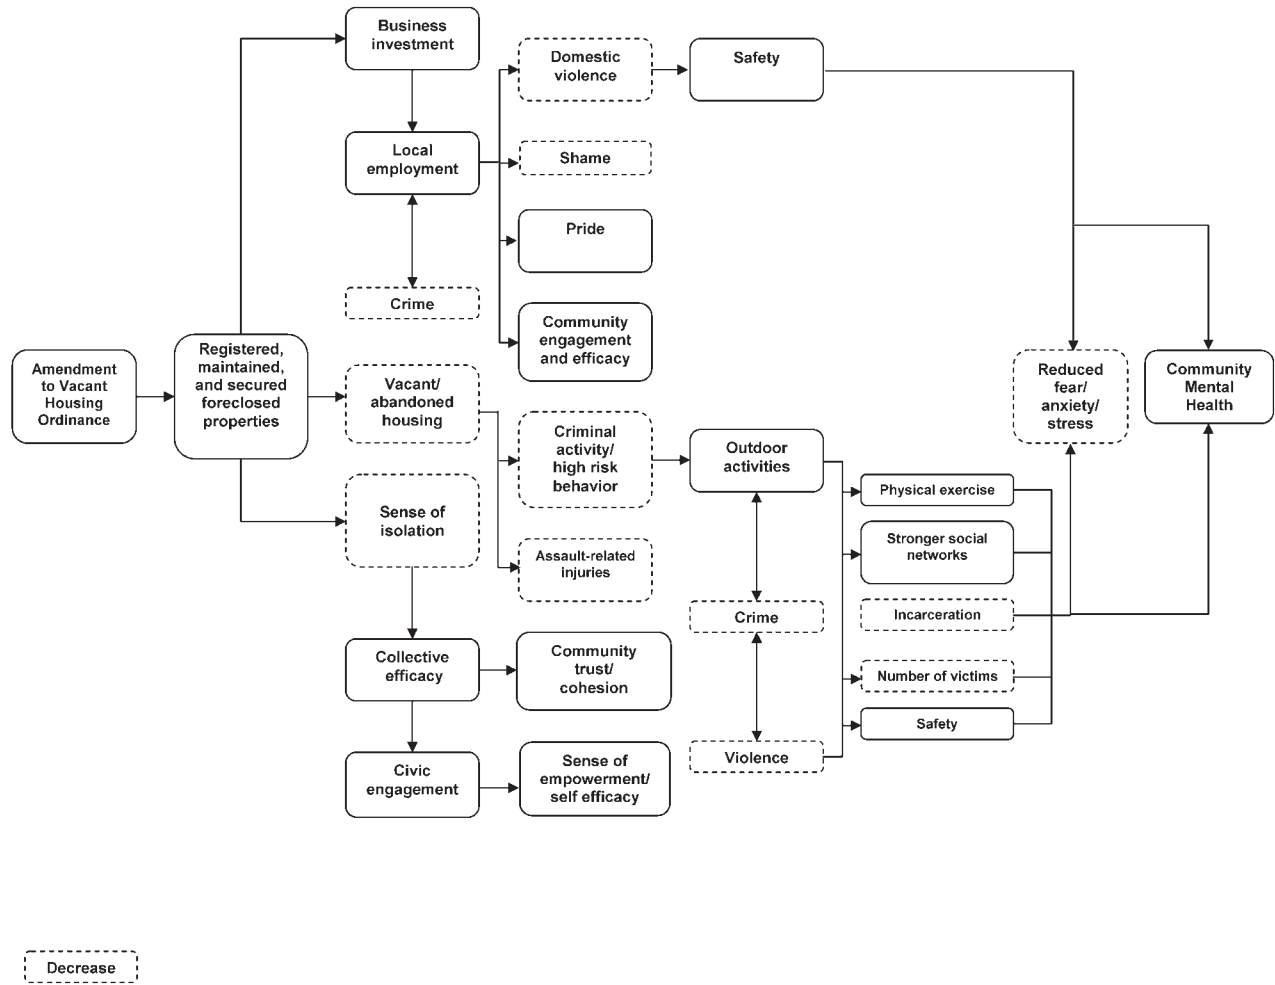 Business
investment
Domestic
violence
Safety
Local
employment
Shame
Pride
Crime
Community
engagement
and efficacy
Amendment
to Vacant
Housing
Ordinance
Registered,
maintained,
and secured
foreclosed
properties
Vacant/
abandoned
housing
Reduced
fear/
anxiety/
stress
Community
Mental
Health
Criminal
activity/
high risk
behavior
Outdoor
activities
Sense of
isolation
Physical exercise
Assault-related
injuries
Stronger social
networks
Crime
Incarceration
Collective
efficacy
Community
trust/
cohesion
Number of victims
Safety
Violence
Civic
engagement
Sense of
empowerment/
self efficacy
Decrease